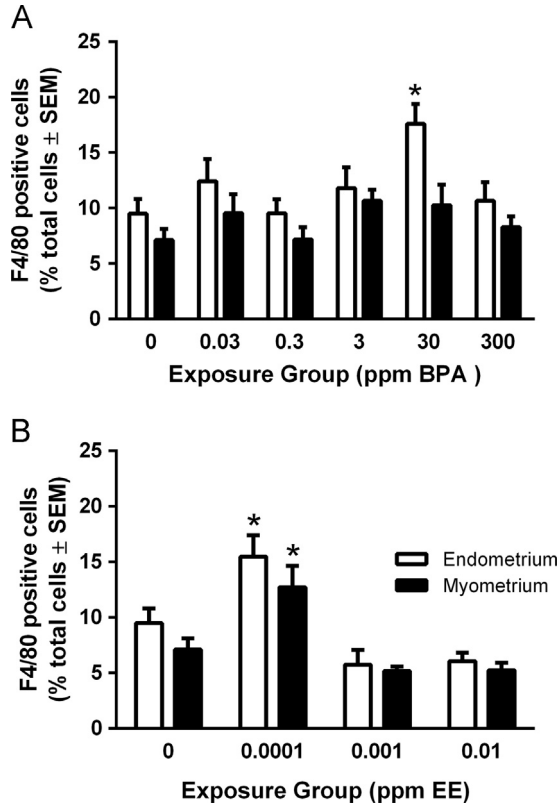 A
F4/80 positive cells
(% total cells ± SEM)
25
20
15
10
5
0
*
0 0.03 0.3 3 30 300
Exposure Group (ppm BPA )
B
F4/80 positive cells
(% total cells ± SEM)
25
20
15
10
5
0
* *
Endometrium
Myometrium
0 0.0001 0.001 0.01
Exposure Group (ppm EE)